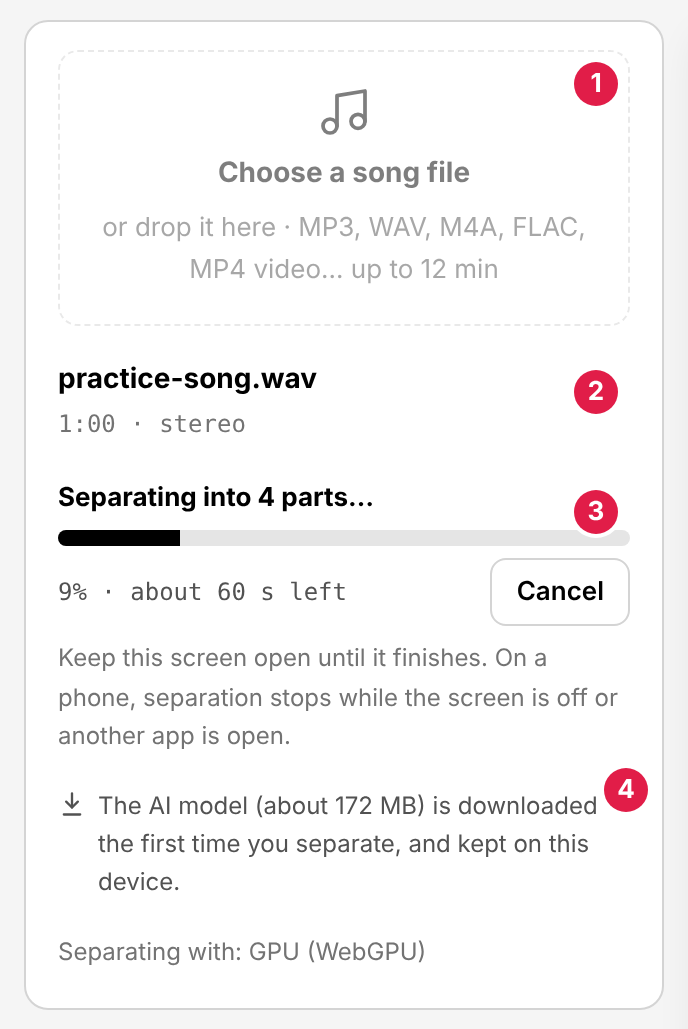 1
Choose a song file
or drop it here · MP3, WAV, M4A, FLAC,
MP4 video... up to 12 min
practice-song.wav
2
1:00 · stereo
Separating into 4 parts...
3
9% · about 60 s left
Cancel
Keep this screen open until it finishes. On a
phone, separation stops while the screen is off or
another app is open.
4
The AI model (about 172 MB) is downloaded
the first time you separate, and kept on this
device.
Separating with: GPU (WebGPU)